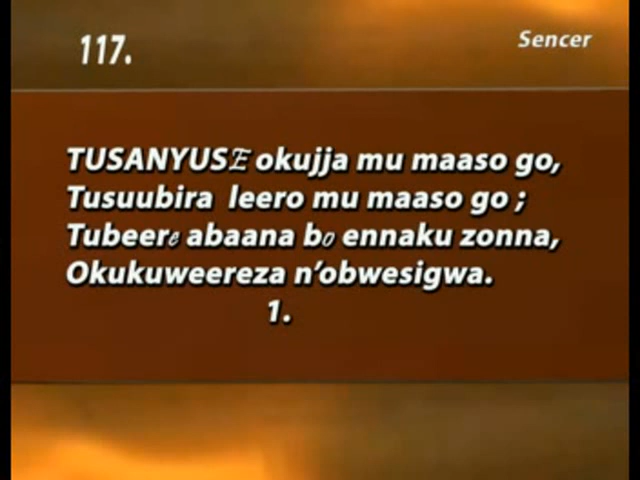 117.
Sencer
TUSANYUSE okujja mu maaso go,
Tusuubira leero mu maaso go ;
Tubeere abaana bo ennaku zonna,
Okukuweereza n’obwesigwa.
1.